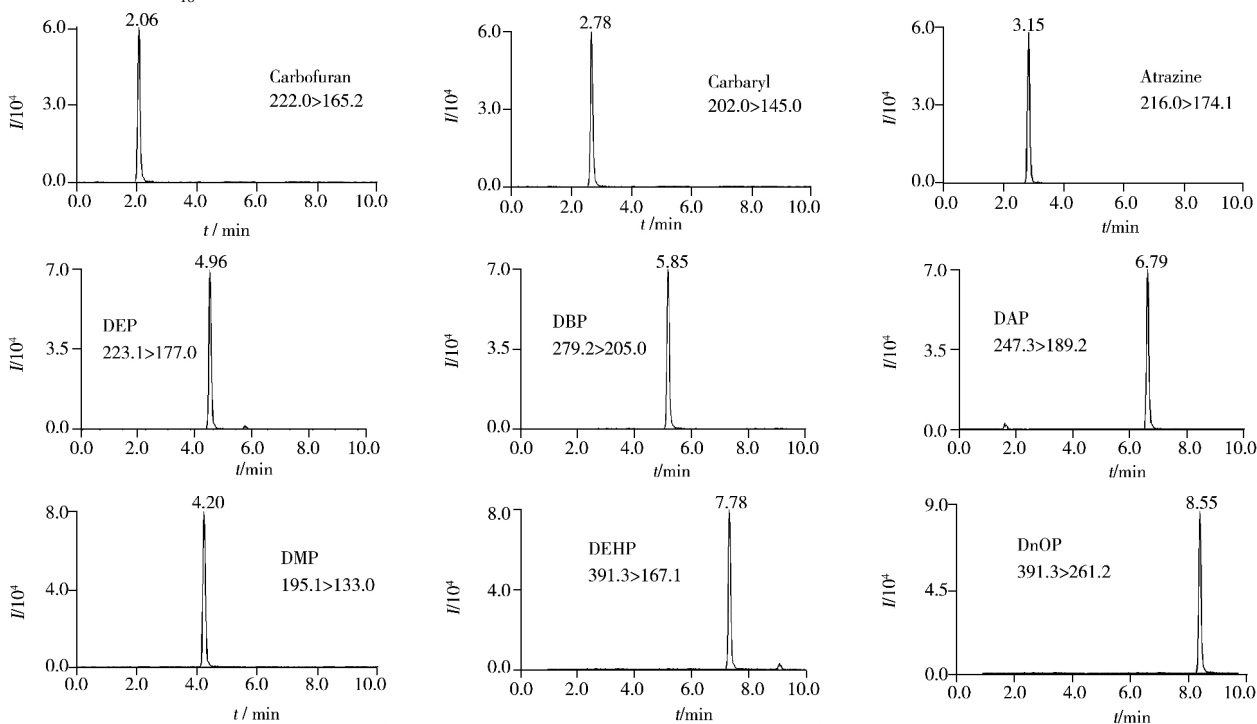 18
2.06
6.0
3.0
0.0
I/10⁴
Carbofuran
222.0>165.2
0.0 2.0 4.0 6.0 8.0 10.0
t / min
2.78
6.0
3.0
0.0
I/10⁴
Carbaryl
202.0>145.0
0.0 2.0 4.0 6.0 8.0 10.0
t / min
3.15
6.0
3.0
0.0
I/10⁴
Atrazine
216.0>174.1
0.0 2.0 4.0 6.0 8.0 10.0
t/min
4.96
7.0
3.5
0.0
I/10⁴
DEP
223.1>177.0
0.0 2.0 4.0 6.0 8.0 10.0
t/min
5.85
7.0
3.5
0.0
I/10⁴
DBP
279.2>205.0
0.0 2.0 4.0 6.0 8.0 10.0
t/min
6.79
7.0
3.5
0.0
I/10⁴
DAP
247.3>189.2
0.0 2.0 4.0 6.0 8.0 10.0
t/min
4.20
8.0
4.0
0.0
I/10⁴
DMP
195.1>133.0
0.0 2.0 4.0 6.0 8.0 10.0
t / min
7.78
8.0
4.0
0.0
I/10⁴
DEHP
391.3>167.1
0.0 2.0 4.0 6.0 8.0 10.0
t/min
8.55
9.0
4.5
0.0
I/10⁴
DnOP
391.3>261.2
0.0 2.0 4.0 6.0 8.0 10.0
t/min